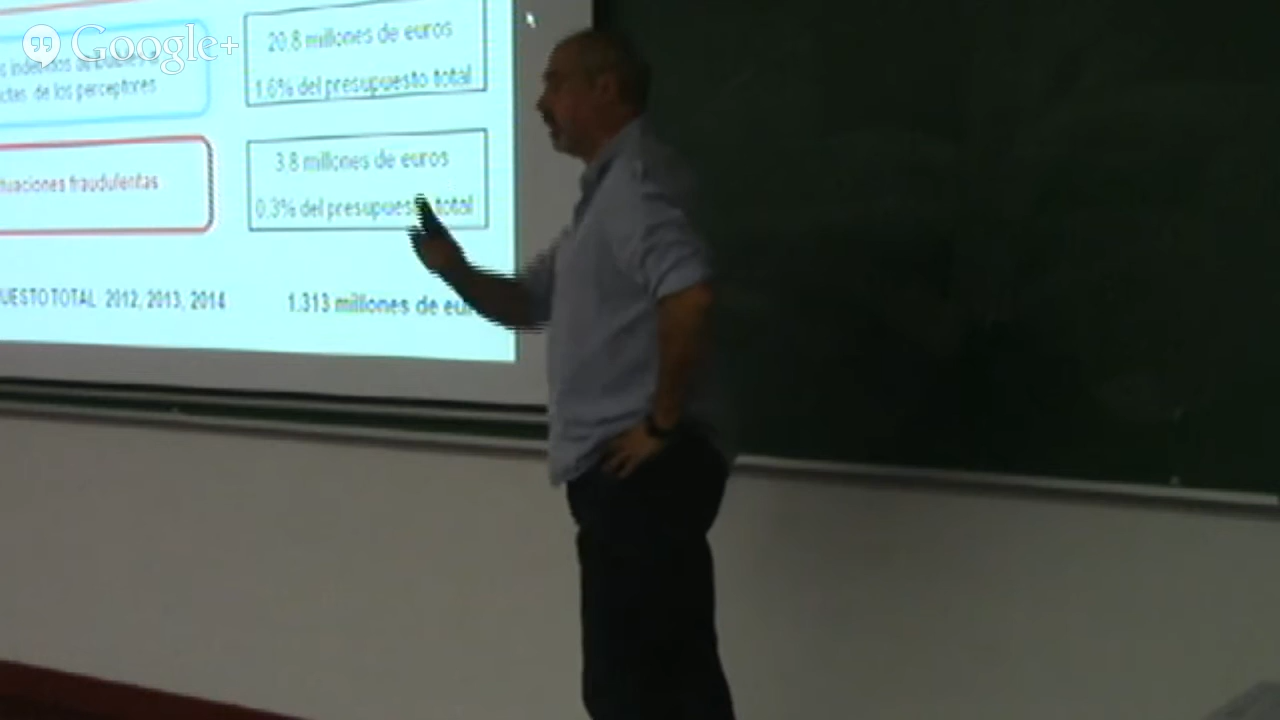 Google+
20.8 millones de euros
1.6% del presupuesto total
de los perceptores
3.8 millones de euros
fraudulentas
0.3% del presupuesto total
TOTAL 2012, 2013, 2014
1.313 millones de